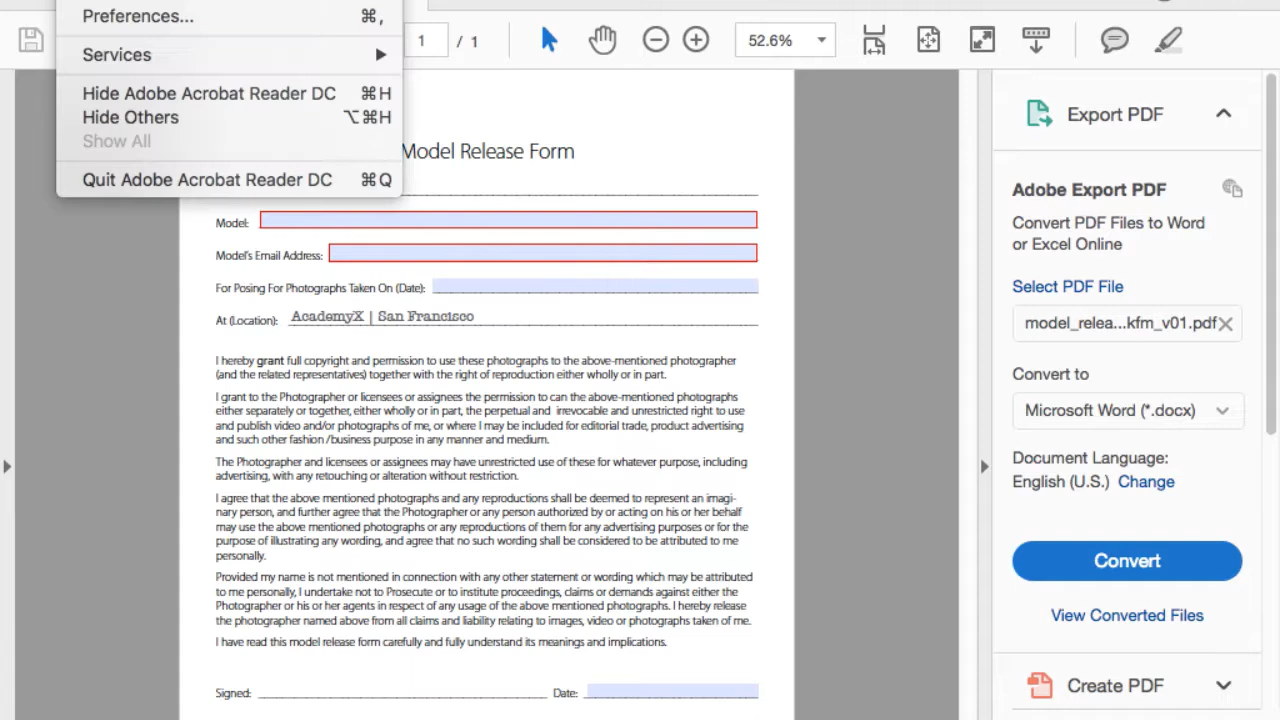 Preferences... ⌘,
Services
Hide Adobe Acrobat Reader DC ⌘H
Hide Others ⌥⌘H
Show All
Quit Adobe Acrobat Reader DC ⌘Q
1 / 1
52.6%
Model Release Form
Model:
Model's Email Address:
For Posing For Photographs Taken On (Date):
At (Location): AcademyX | San Francisco
I hereby grant full copyright and permission to use these photographs to the above-mentioned photographer
(and the related representatives) together with the right of reproduction either wholly or in part.
I grant to the Photographer or licensees or assignees the permission to can the above-mentioned photographs
either separately or together, either wholly or in part, the perpetual and irrevocable and unrestricted right to use
and publish video and/or photographs of me, or where I may be included for editorial trade, product advertising
and such other fashion /business purpose in any manner and medium.
The Photographer and licensees or assignees may have unrestricted use of these for whatever purpose, including
advertising, with any retouching or alteration without restriction.
I agree that the above mentioned photographs and any reproductions shall be deemed to represent an imagi-
nary person, and further agree that the Photographer or any person authorized by or acting on his or her behalf
may use the above mentioned photographs or any reproductions of them for any advertising purposes or for the
purpose of illustrating any wording, and agree that no such wording shall be considered to be attributed to me
personally.
Provided my name is not mentioned in connection with any other statement or wording which may be attributed
to me personally, I undertake not to Prosecute or to institute proceedings, claims or demands against either the
Photographer or his or her agents in respect of any usage of the above mentioned photographs. I hereby release
the photographer named above from all claims and liability relating to images, video or photographs taken of me.
I have read this model release form carefully and fully understand its meanings and implications.
Signed: Date:
Export PDF
Adobe Export PDF
Convert PDF Files to Word
or Excel Online
Select PDF File
model_relea...kfm_v01.pdf
Convert to
Microsoft Word (*.docx)
Document Language:
English (U.S.) Change
Convert
View Converted Files
Create PDF